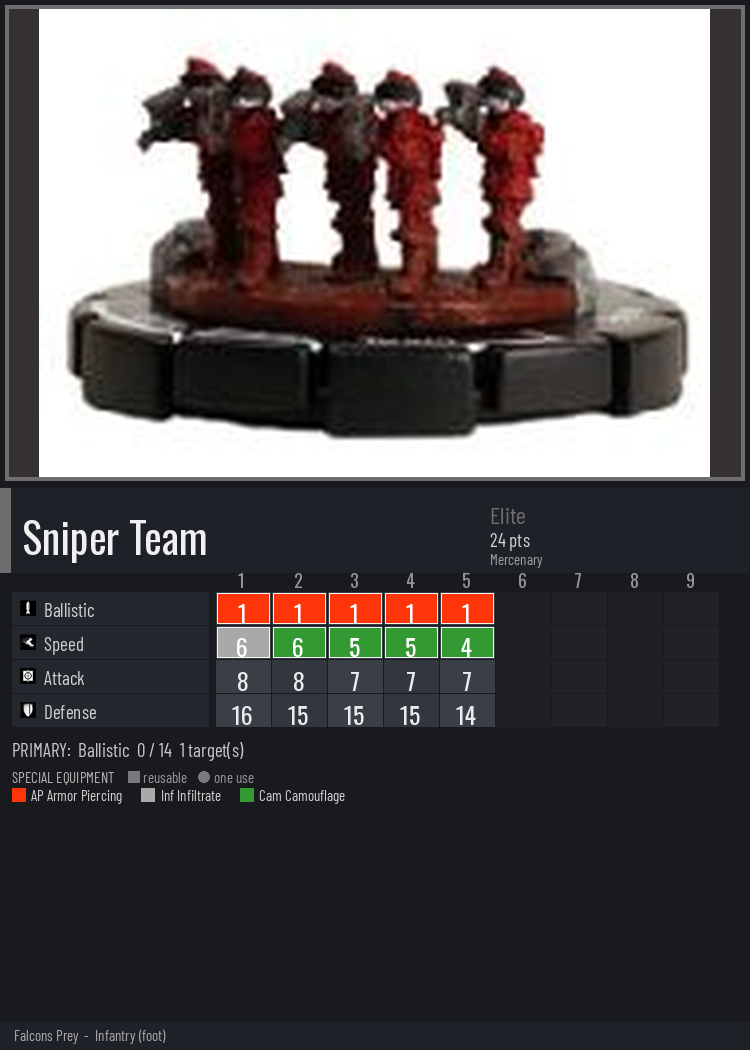 Sniper Team
Elite
24 pts
Mercenary
1 2 3 4 5 6 7 8 9
Ballistic 1 1 1 1 1
Speed 6 6 5 5 4
Attack 8 8 7 7 7
Defense 16 15 15 15 14
PRIMARY: Ballistic 0 / 14 1 target(s)
SPECIAL EQUIPMENT reusable one use
AP Armor Piercing Inf Infiltrate Cam Camouflage
Falcons Prey - Infantry (foot)